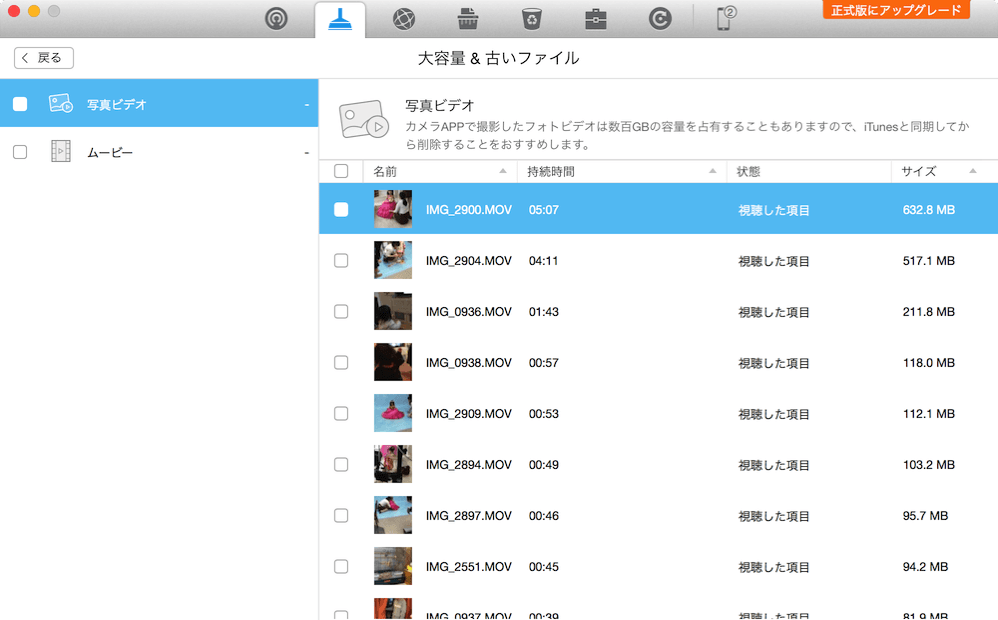 2
正式版にアップグレード
戻る
大容量 & 古いファイル
写真ビデオ -
ムービー -
写真ビデオ
カメラAPPで撮影したフォトビデオは数百GBの容量を占有することもありますので、iTunesと同期してか
ら削除することをおすすめします。
名前 持続時間 状態 サイズ
IMG_2900.MOV 05:07 視聴した項目 632.8 MB
IMG_2904.MOV 04:11 視聴した項目 517.1 MB
IMG_0936.MOV 01:43 視聴した項目 211.8 MB
IMG_0938.MOV 00:57 視聴した項目 118.0 MB
IMG_2909.MOV 00:53 視聴した項目 112.1 MB
IMG_2894.MOV 00:49 視聴した項目 103.2 MB
IMG_2897.MOV 00:46 視聴した項目 95.7 MB
IMG_2551.MOV 00:45 視聴した項目 94.2 MB
IMG_0937.MOV 00:39 視聴した項目 81.9 MB